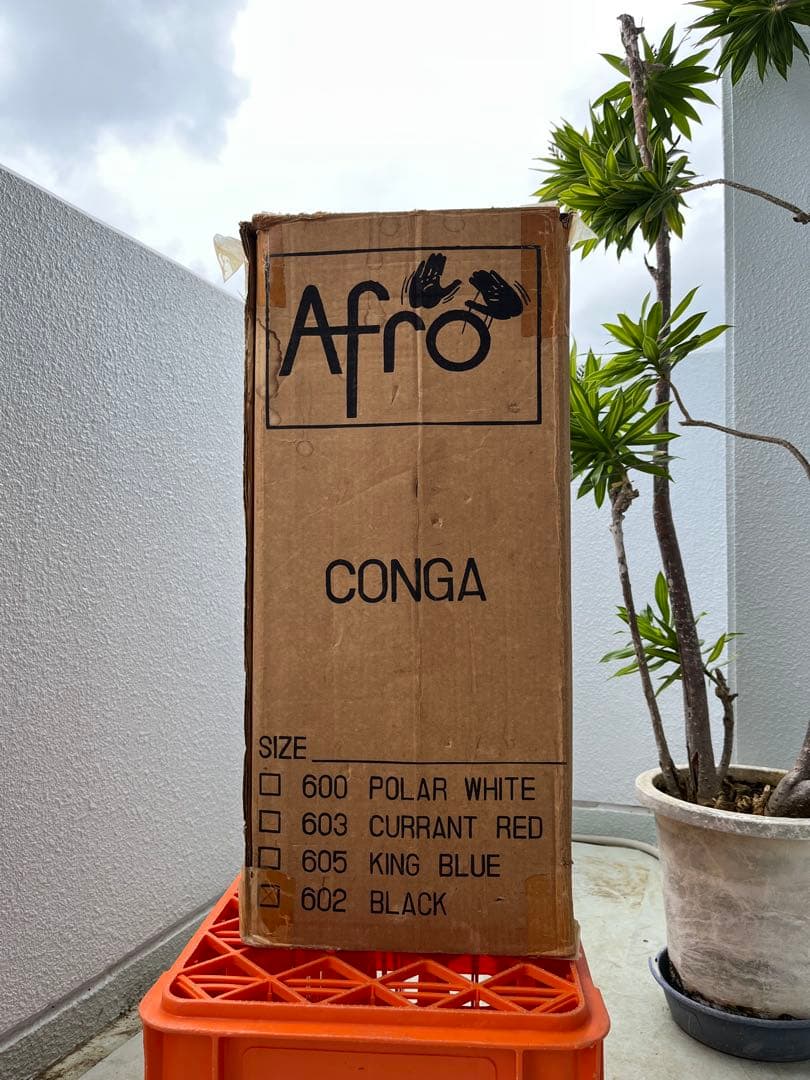 Afro
CONGA
SIZE
600 POLAR WHITE
603 CURRANT RED
605 KING BLUE
602 BLACK